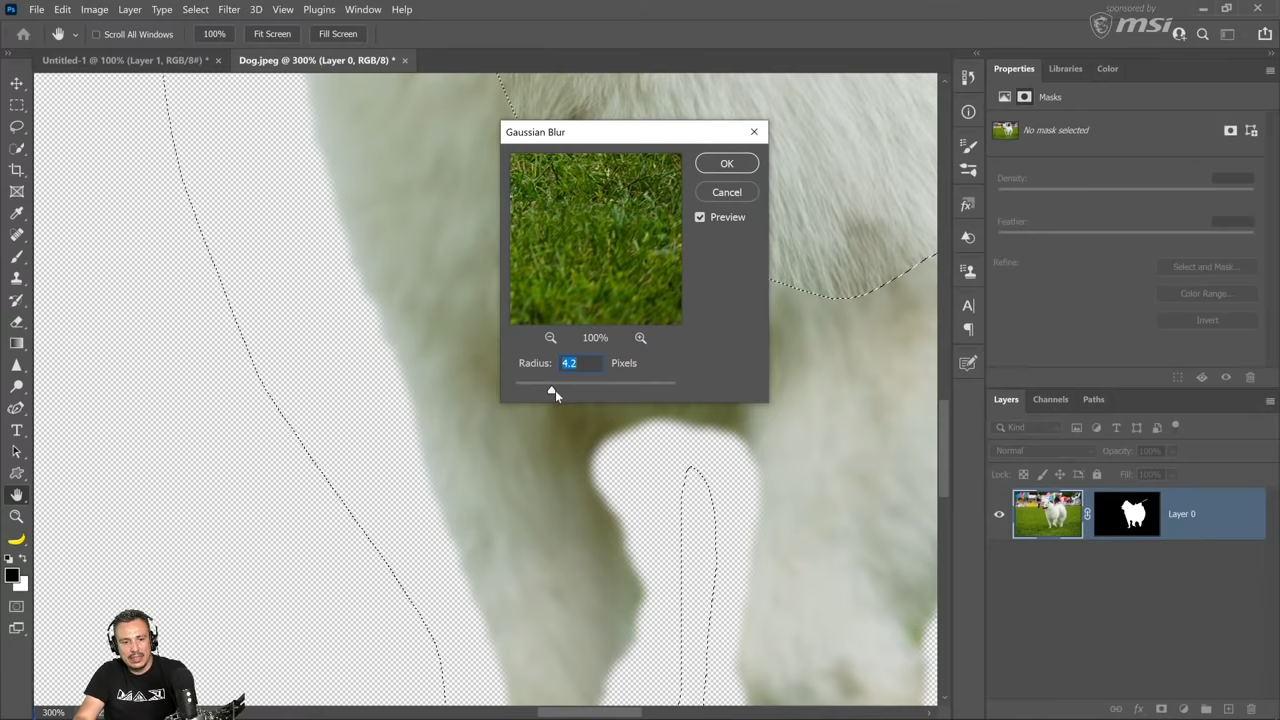 Ps File Edit Image Layer Type Select Filter 3D View Plugins Window Help
sponsored by
msi
Scroll All Windows 100% Fit Screen Fill Screen
Untitled-1 @ 100% (Layer 1, RGB/8#) * × Dog.jpeg @ 300% (Layer 0, RGB/8) * ×
Properties Libraries Color
Masks
No mask selected
Density:
Feather:
Refine:
Select and Mask...
Color Range...
Invert
Gaussian Blur
OK
Cancel
Preview
100%
Radius: 4.2 Pixels
Layers Channels Paths
Kind
Normal Opacity: 100%
Lock: Fill: 100%
Layer 0
300%